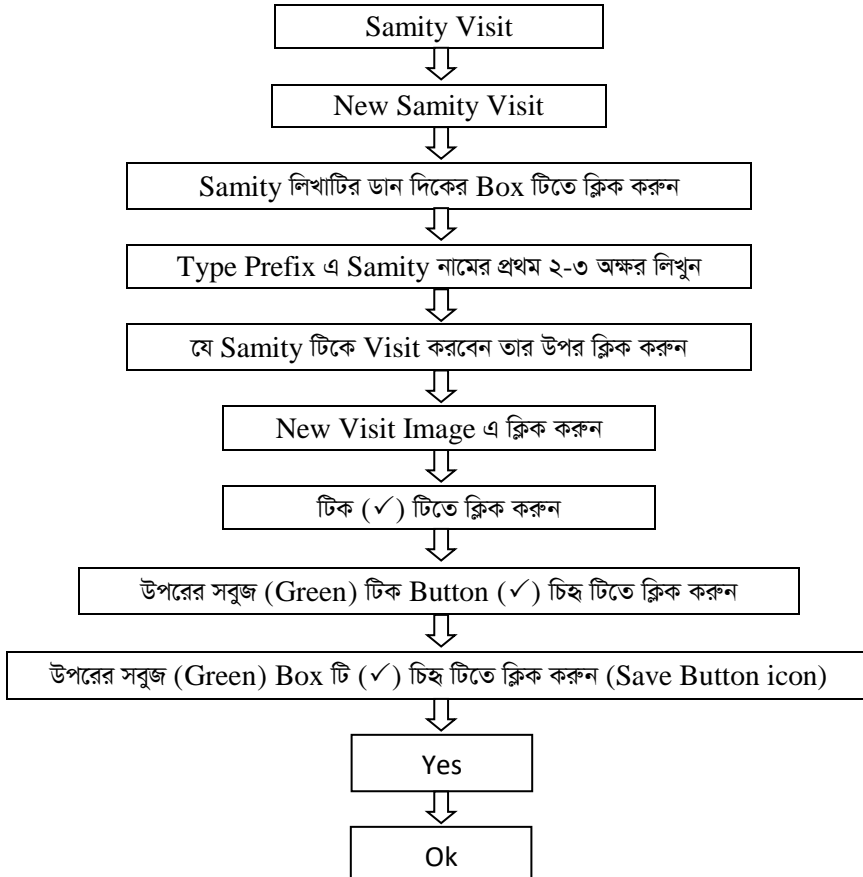 Samity Visit
New Samity Visit
Samity লিখাটির ডান দিকের Box টিতে ক্লিক করুন
Type Prefix এ Samity নামের প্রথম ২-৩ অক্ষর লিখুন
যে Samity টিকে Visit করবেন তার উপর ক্লিক করুন
New Visit Image এ ক্লিক করুন
টিক (✓) টিতে ক্লিক করুন
উপরের সবুজ (Green) টিক Button (✓) চিহ্ন টিতে ক্লিক করুন
উপরের সবুজ (Green) Box টি (✓) চিহ্ন টিতে ক্লিক করুন (Save Button icon)
Yes
Ok